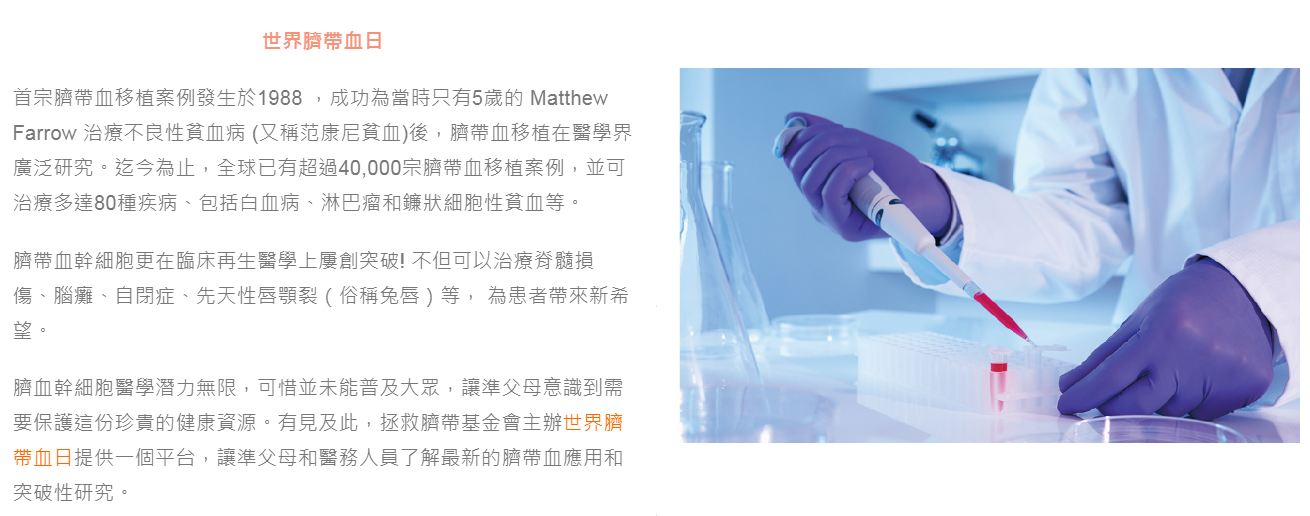 世界臍帶血日
首宗臍帶血移植案例發生於1988 ，成功為當時只有5歲的 Matthew
Farrow 治療不良性貧血病 (又稱范康尼貧血)後，臍帶血移植在醫學界
廣泛研究。迄今為止，全球已有超過40,000宗臍帶血移植案例，並可
治療多達80種疾病、包括白血病、淋巴瘤和鐮狀細胞性貧血等。
臍帶血幹細胞更在臨床再生醫學上屢創突破! 不但可以治療脊髓損
傷、腦癱、自閉症、先天性唇顎裂（俗稱兔唇）等， 為患者帶來新希
望。
臍血幹細胞醫學潛力無限，可惜並未能普及大眾，讓準父母意識到需
要保護這份珍貴的健康資源。有見及此，拯救臍帶基金會主辦世界臍
帶血日提供一個平台，讓準父母和醫務人員了解最新的臍帶血應用和
突破性研究。